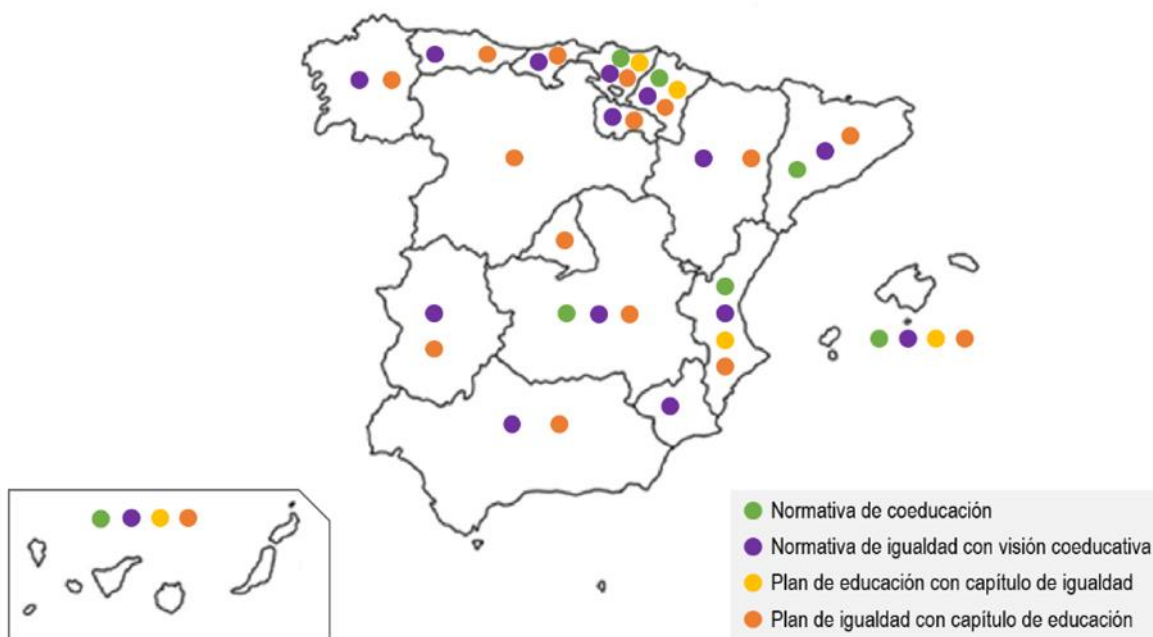 Normativa de coeducación
Normativa de igualdad con visión coeducativa
Plan de educación con capítulo de igualdad
Plan de igualdad con capítulo de educación